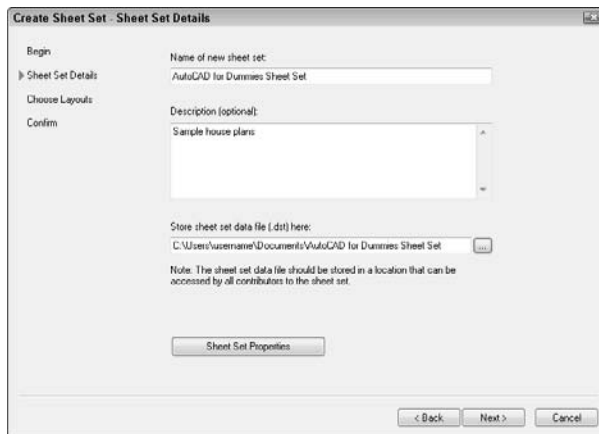 Create Sheet Set - Sheet Set Details
Begin
Sheet Set Details
Choose Layouts
Confirm
Name of new sheet set:
AutoCAD for Dummies Sheet Set
Description (optional):
Sample house plans
Store sheet set data file (.dst) here:
C:\Users\username\Documents\AutoCAD for Dummies Sheet Set
...
Note: The sheet set data file should be stored in a location that can be
accessed by all contributors to the sheet set.
Sheet Set Properties
< Back
Next >
Cancel